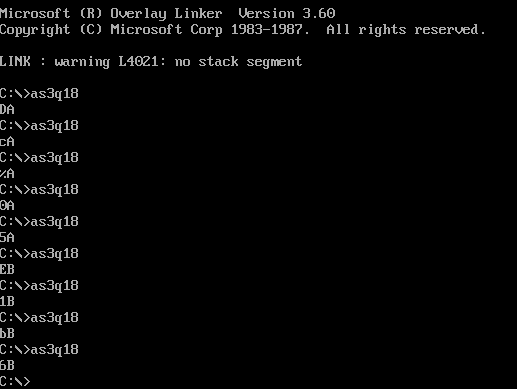 Microsoft (R) Overlay Linker  Version 3.60
Copyright (C) Microsoft Corp 1983-1987.  All rights reserved.
LINK : warning L4021: no stack segment
C:\>as3q18
DA
C:\>as3q18
cA
C:\>as3q18
%A
C:\>as3q18
0A
C:\>as3q18
5A
C:\>as3q18
EB
C:\>as3q18
1B
C:\>as3q18
bB
C:\>as3q18
6B
C:\>